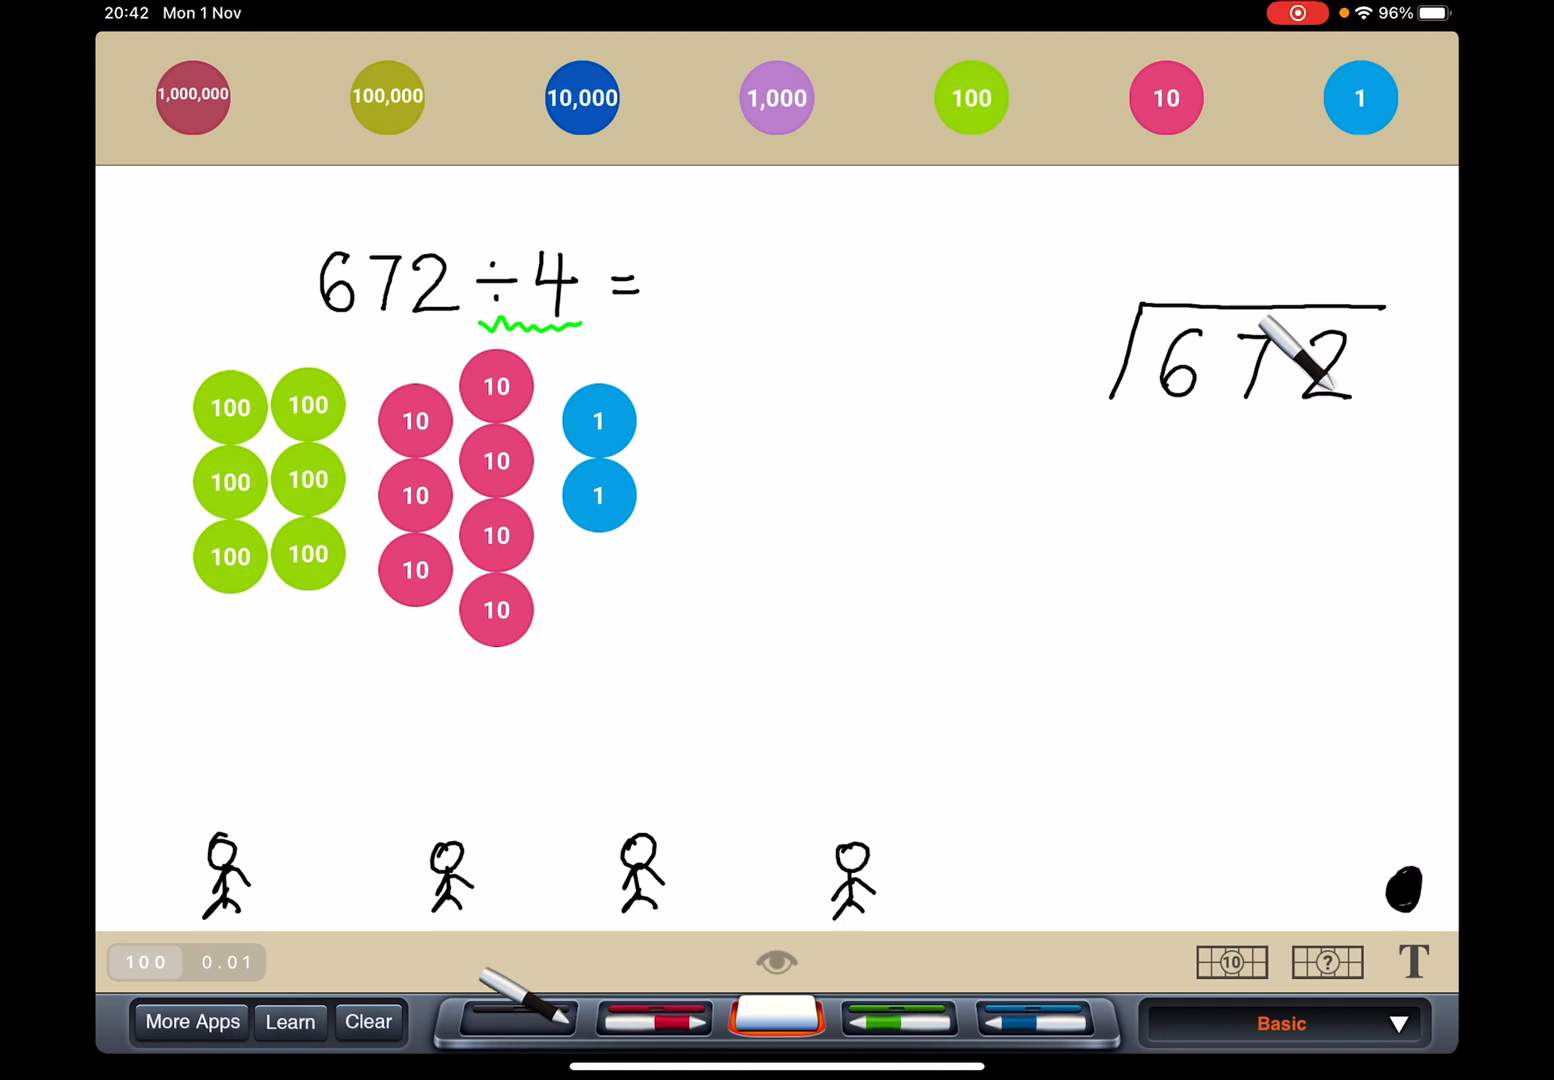 20:42 Mon 1 Nov 96%
1,000,000 100,000 10,000 1,000 100 10 1
672 ÷ 4 =
672
100 100 10 10 1
100 100 10 10 1
100 100 10 10
10
100 0.01 10 ? T
More Apps Learn Clear Basic